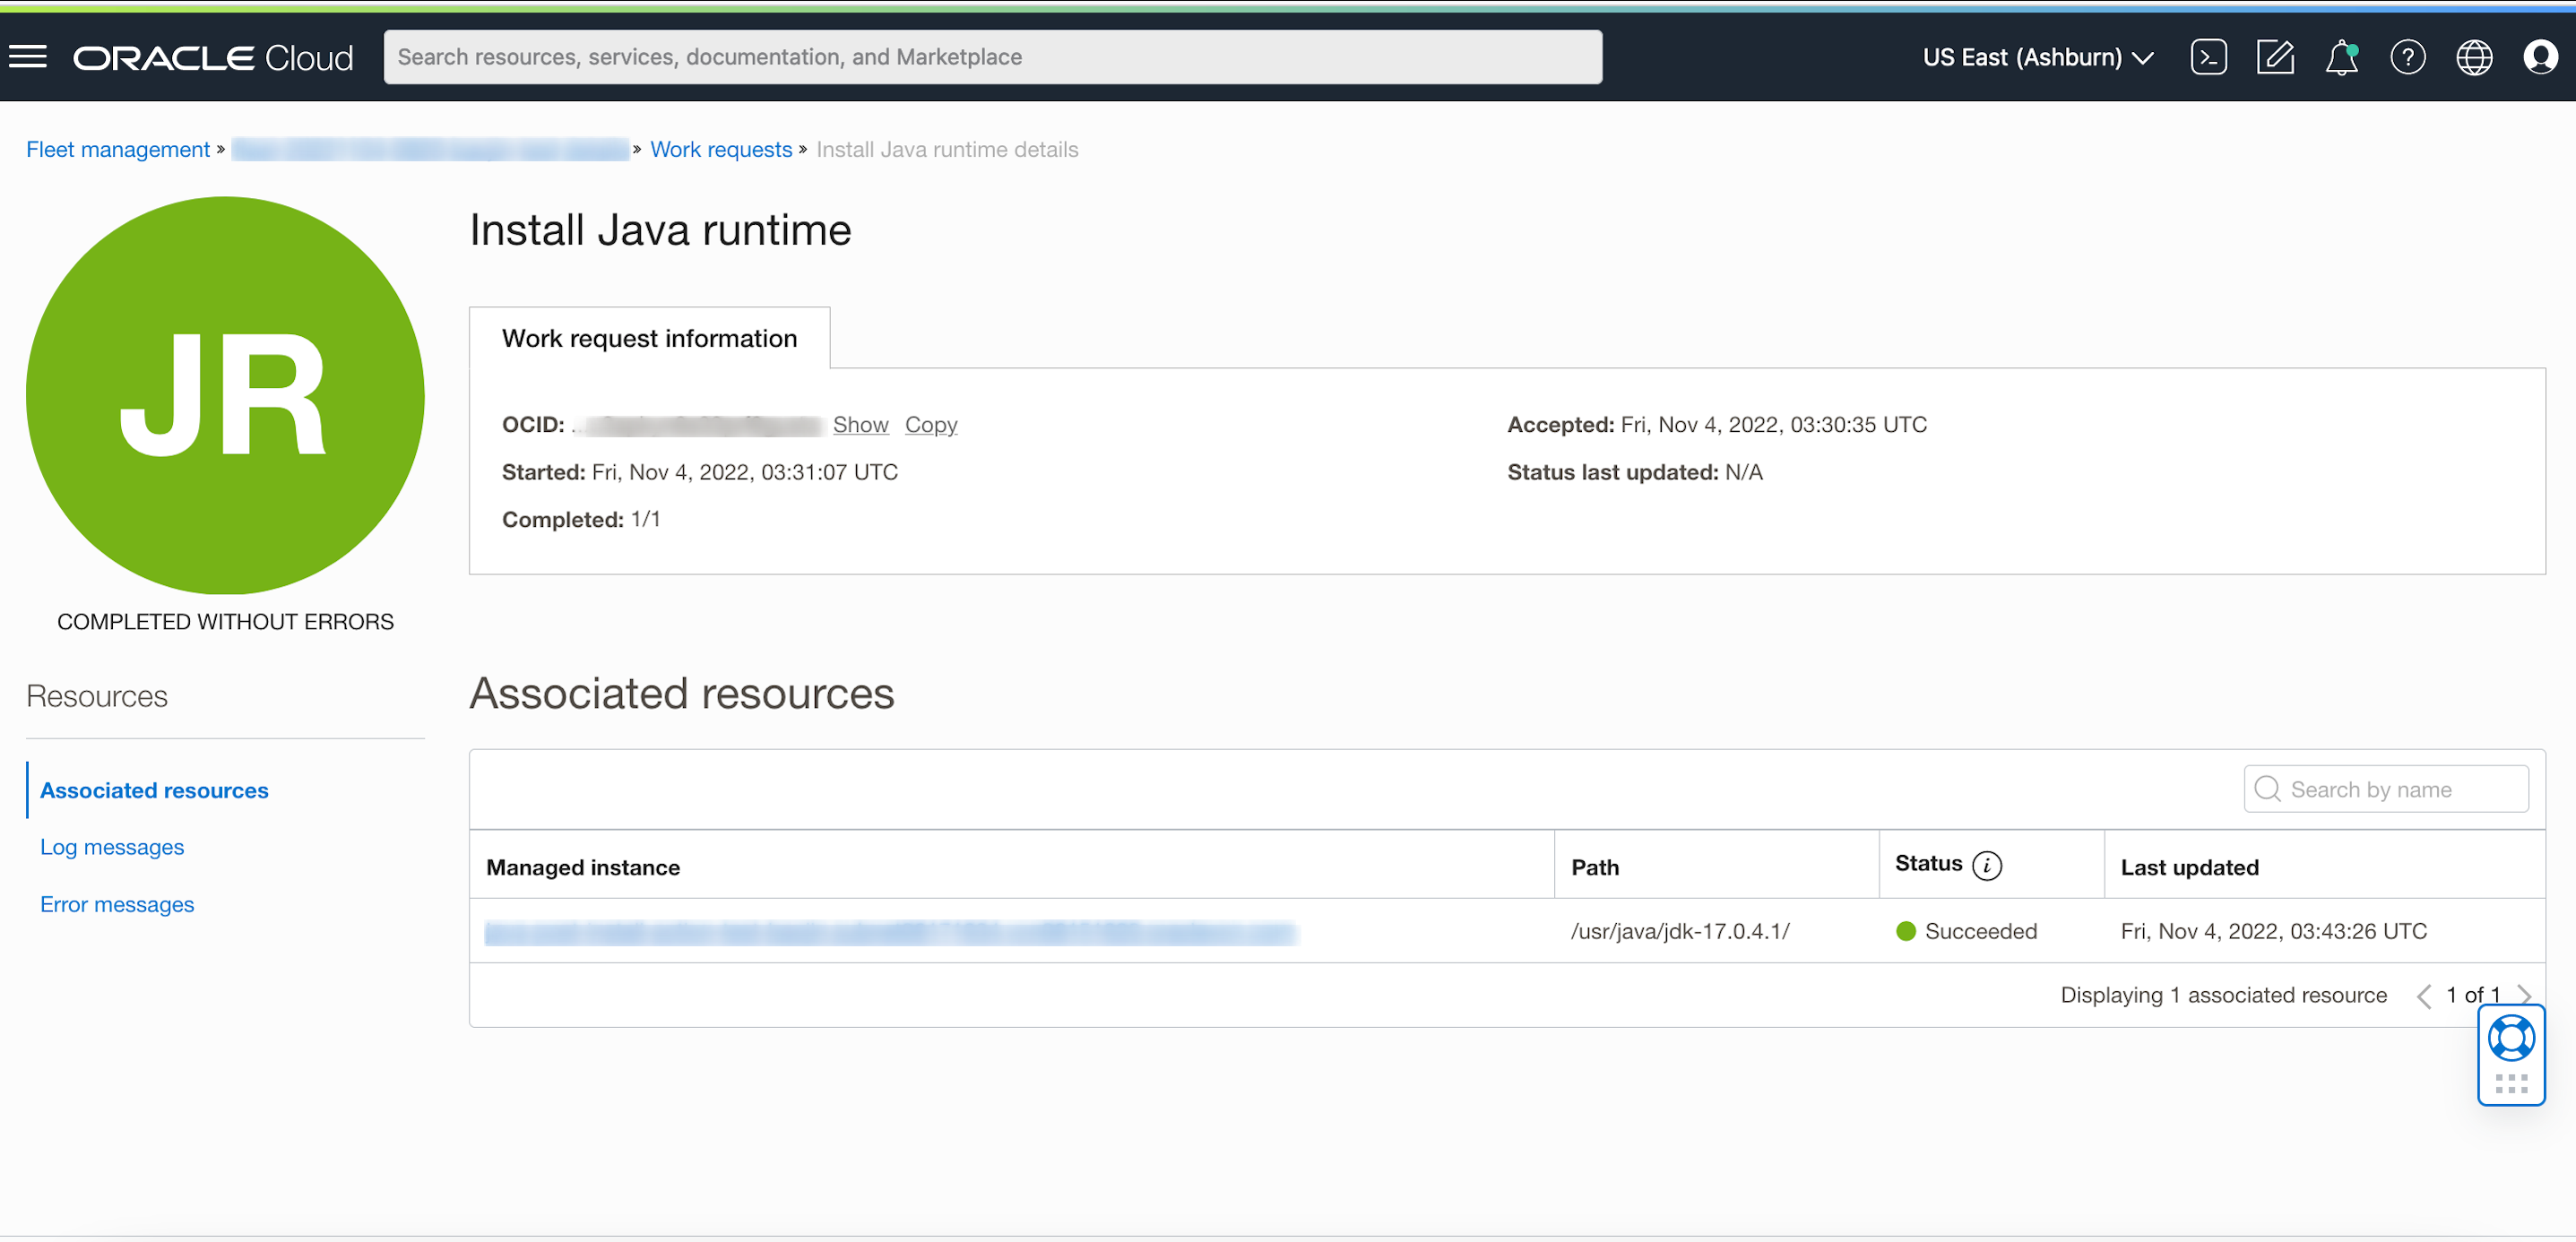 ORACLE Cloud
Search resources, services, documentation, and Marketplace
US East (Ashburn)
Fleet management » » Work requests » Install Java runtime details
JR
COMPLETED WITHOUT ERRORS
Install Java runtime
Work request information
OCID: ... Show Copy
Accepted: Fri, Nov 4, 2022, 03:30:35 UTC
Started: Fri, Nov 4, 2022, 03:31:07 UTC
Status last updated: N/A
Completed: 1/1
Resources
Associated resources
Log messages
Error messages
Associated resources
Search by name
Managed instance Path Status i Last updated
/usr/java/jdk-17.0.4.1/ Succeeded Fri, Nov 4, 2022, 03:43:26 UTC
Displaying 1 associated resource < 1 of 1 >